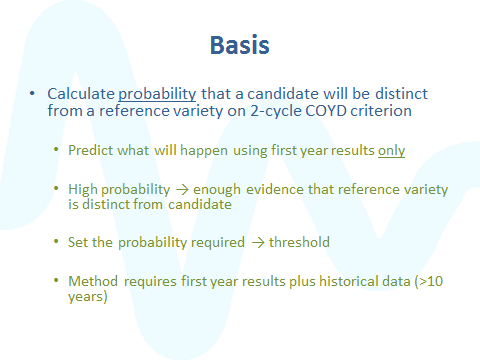 Basis
• Calculate probability that a candidate will be distinct
from a reference variety on 2-cycle COYD criterion
• Predict what will happen using first year results only
• High probability → enough evidence that reference variety
is distinct from candidate
• Set the probability required → threshold
• Method requires first year results plus historical data (>10
years)